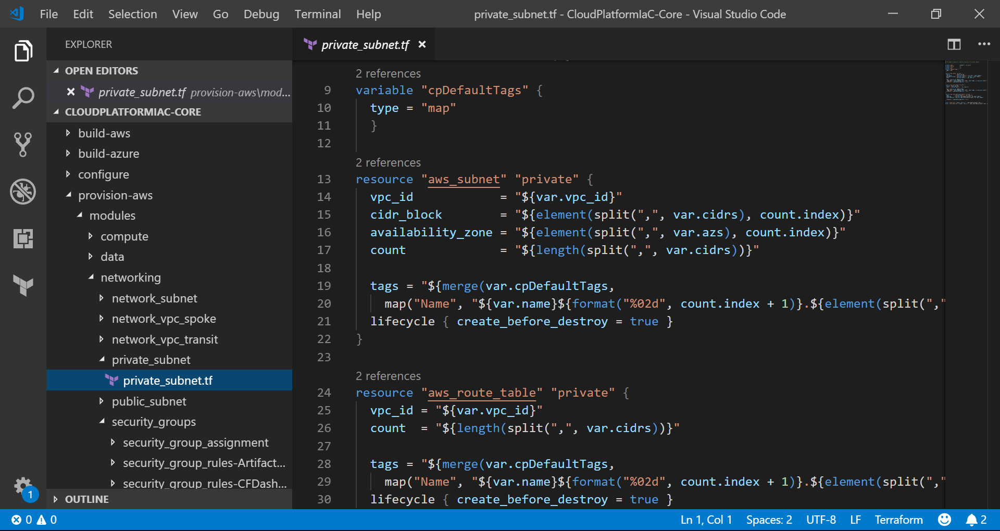 File Edit Selection View Go Debug Terminal Help private_subnet.tf - CloudPlatformIaC-Core - Visual Studio Code
EXPLORER
OPEN EDITORS
private_subnet.tf provision-aws\mod...
CLOUDPLATFORMIAC-CORE
build-aws
build-azure
configure
provision-aws
modules
compute
data
networking
network_subnet
network_vpc_spoke
network_vpc_transit
private_subnet
private_subnet.tf
public_subnet
security_groups
security_group_assignment
security_group_rules-Artifact...
security_group_rules-CFDash...
OUTLINE
1
private_subnet.tf
2 references
9 variable "cpDefaultTags" {
10 type = "map"
11 }
12
2 references
13 resource "aws_subnet" "private" {
14 vpc_id = "${var.vpc_id}"
15 cidr_block = "${element(split(",", var.cidrs), count.index)}"
16 availability_zone = "${element(split(",", var.azs), count.index)}"
17 count = "${length(split(",", var.cidrs))}"
18
19 tags = "${merge(var.cpDefaultTags,
20 map("Name", "${var.name}${format("%02d", count.index + 1)}.${element(split(","
21 lifecycle { create_before_destroy = true }
22 }
23
2 references
24 resource "aws_route_table" "private" {
25 vpc_id = "${var.vpc_id}"
26 count = "${length(split(",", var.cidrs))}"
27
28 tags = "${merge(var.cpDefaultTags,
29 map("Name", "${var.name}${format("%02d", count.index + 1)}.${element(split(","
30 lifecycle { create_before_destroy = true }
0 0 Ln 1, Col 1 Spaces: 2 UTF-8 LF Terraform 2